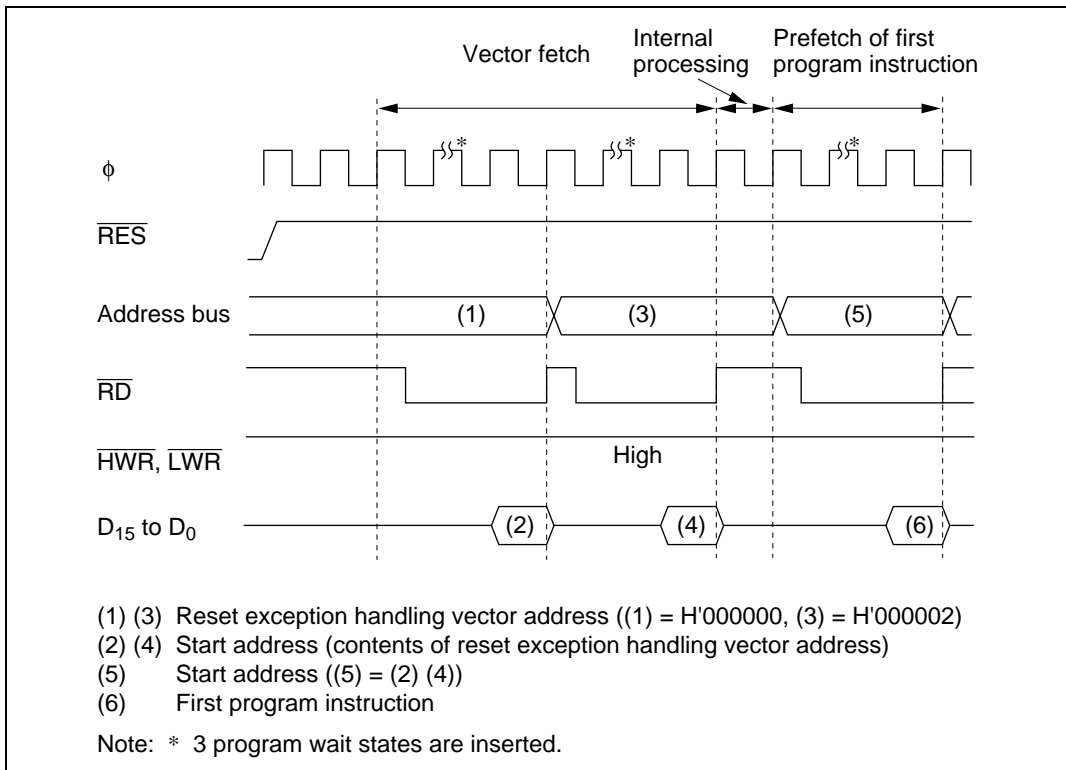 Vector fetch
Internal
processing
Prefetch of first
program instruction
* * *
ϕ
RES
Address bus (1) (3) (5)
RD
HWR, LWR High
D15 to D0 (2) (4) (6)
(1) (3) Reset exception handling vector address ((1) = H'000000, (3) = H'000002)
(2) (4) Start address (contents of reset exception handling vector address)
(5) Start address ((5) = (2) (4))
(6) First program instruction
Note: * 3 program wait states are inserted.